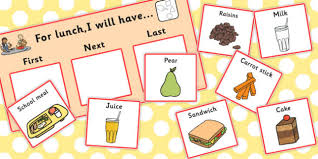 For lunch, I will have...
First Next Last
Raisins
Milk
Pear
Carrot stick
School meal
Juice
Sandwich
Cake